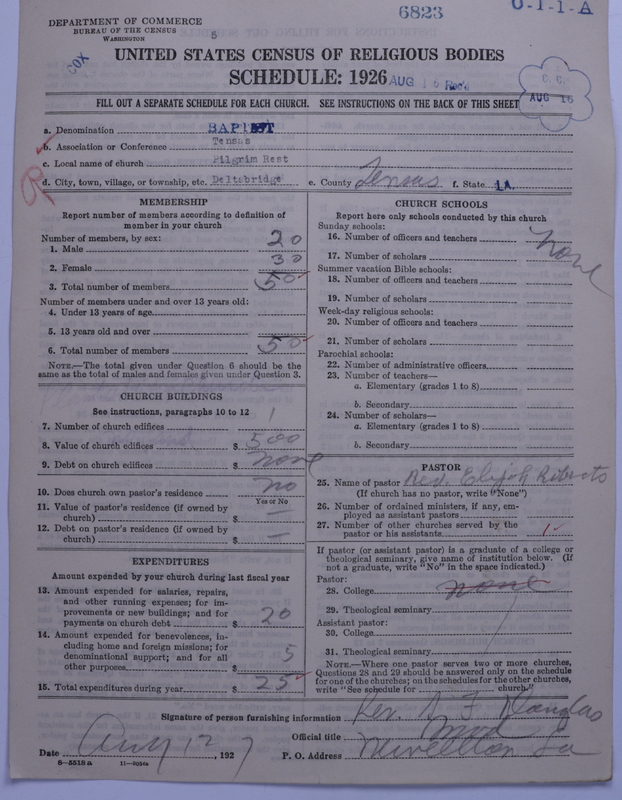 DEPARTMENT OF COMMERCE
BUREAU OF THE CENSUS
WASHINGTON
6823
0-1-1-A
5
COX
UNITED STATES CENSUS OF RELIGIOUS BODIES
SCHEDULE: 1926
AUG 16 Rec'd
C. C.
AUG 16
FILL OUT A SEPARATE SCHEDULE FOR EACH CHURCH. SEE INSTRUCTIONS ON THE BACK OF THIS SHEET
a. Denomination BAPTIST
b. Association or Conference Tensas
c. Local name of church Pilgrim Rest
d. City, town, village, or township, etc. Deltabridge e. County Tensas f. State LA
R
MEMBERSHIP
Report number of members according to definition of
member in your church
Number of members, by sex:
1. Male 20
2. Female 30
3. Total number of members 50
Number of members under and over 13 years old:
4. Under 13 years of age
5. 13 years old and over
6. Total number of members 50
NOTE.—The total given under Question 6 should be the
same as the total of males and females given under Question 3.
CHURCH BUILDINGS
See instructions, paragraphs 10 to 12
7. Number of church edifices 1
8. Value of church edifices $ 500
9. Debt on church edifices $ none
10. Does church own pastor's residence no
Yes or No
11. Value of pastor's residence (if owned by
church) $ —
12. Debt on pastor's residence (if owned by
church) $ —
EXPENDITURES
Amount expended by your church during last fiscal year
13. Amount expended for salaries, repairs,
and other running expenses; for im-
provements or new buildings; and for
payments on church debt $ 20
14. Amount expended for benevolences, in-
cluding home and foreign missions; for
denominational support; and for all
other purposes $ 5
15. Total expenditures during year $ 25
CHURCH SCHOOLS
Report here only schools conducted by this church
Sunday schools:
16. Number of officers and teachers none
17. Number of scholars
Summer vacation Bible schools:
18. Number of officers and teachers
19. Number of scholars
Week-day religious schools:
20. Number of officers and teachers
21. Number of scholars
Parochial schools:
22. Number of administrative officers
23. Number of teachers—
a. Elementary (grades 1 to 8)
b. Secondary
24. Number of scholars—
a. Elementary (grades 1 to 8)
b. Secondary
PASTOR
25. Name of pastor Rev. Elijah
(If church has no pastor, write "None")
26. Number of ordained ministers, if any, em-
ployed as assistant pastors
27. Number of other churches served by the
pastor or his assistants 1
If pastor (or assistant pastor) is a graduate of a college or
theological seminary, give name of institution below. (If
not a graduate, write "No" in the space indicated.)
Pastor:
28. College none
29. Theological seminary
Assistant pastor:
30. College
31. Theological seminary
NOTE.—Where one pastor serves two or more churches,
Questions 28 and 29 should be answered only on the schedule
for one of the churches; on the schedules for the other churches,
write "See schedule for church."
Signature of person furnishing information Rev. N. F. Douglas
Official title Mod
Date Aug 12, 1927 P. O. Address Newellton La
8—5518 a 11—9054a